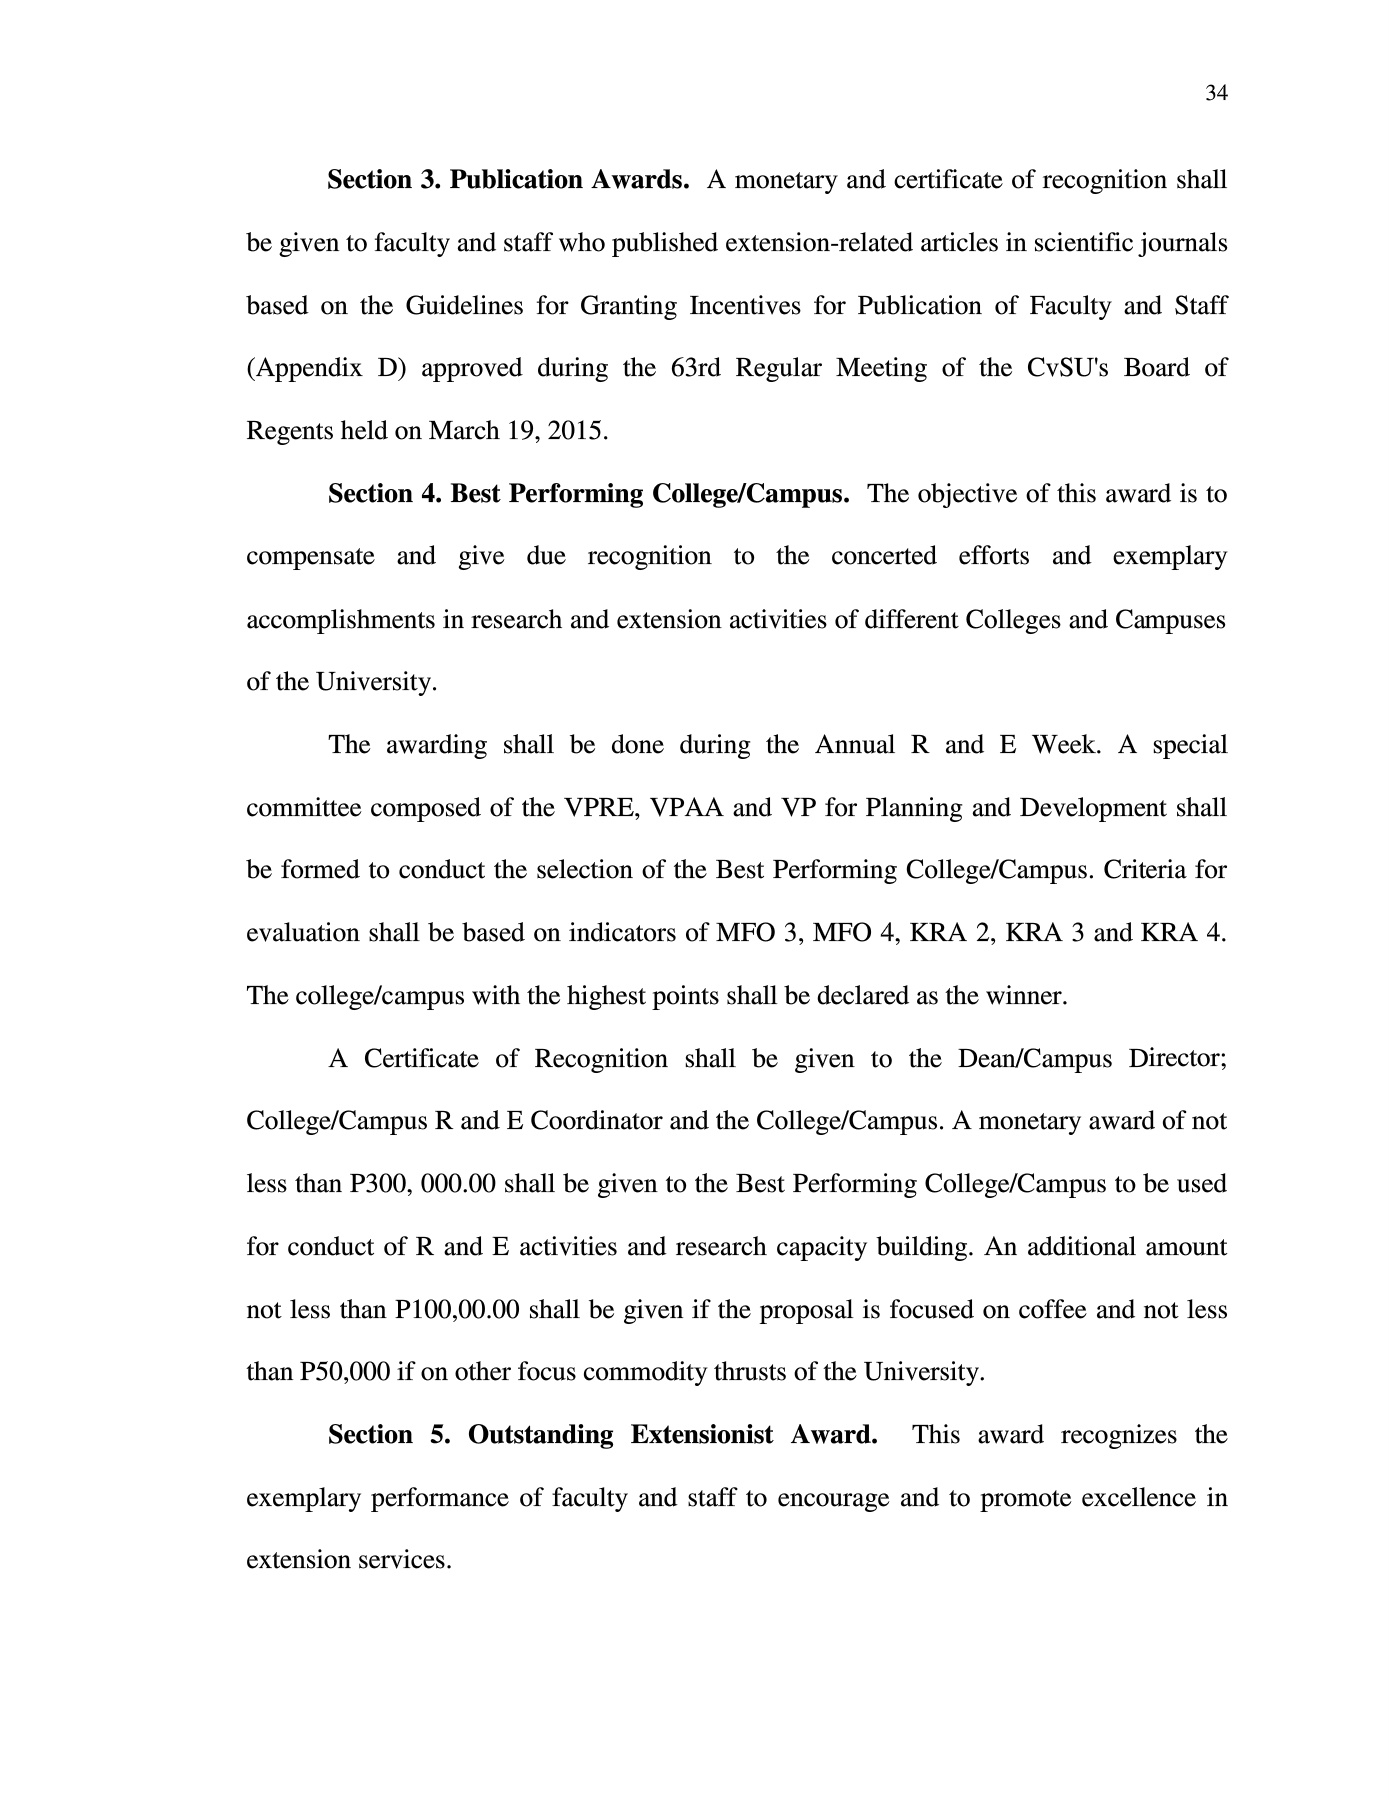 34
Section 3. Publication Awards. A monetary and certificate of recognition shall
be given to faculty and staff who published extension-related articles in scientific journals
based on the Guidelines for Granting Incentives for Publication of Faculty and Staff
(Appendix D) approved during the 63rd Regular Meeting of the CvSU's Board of
Regents held on March 19, 2015.
Section 4. Best Performing College/Campus. The objective of this award is to
compensate and give due recognition to the concerted efforts and exemplary
accomplishments in research and extension activities of different Colleges and Campuses
of the University.
The awarding shall be done during the Annual R and E Week. A special
committee composed of the VPRE, VPAA and VP for Planning and Development shall
be formed to conduct the selection of the Best Performing College/Campus. Criteria for
evaluation shall be based on indicators of MFO 3, MFO 4, KRA 2, KRA 3 and KRA 4.
The college/campus with the highest points shall be declared as the winner.
A Certificate of Recognition shall be given to the Dean/Campus Director;
College/Campus R and E Coordinator and the College/Campus. A monetary award of not
less than P300, 000.00 shall be given to the Best Performing College/Campus to be used
for conduct of R and E activities and research capacity building. An additional amount
not less than P100,00.00 shall be given if the proposal is focused on coffee and not less
than P50,000 if on other focus commodity thrusts of the University.
Section 5. Outstanding Extensionist Award. This award recognizes the
exemplary performance of faculty and staff to encourage and to promote excellence in
extension services.